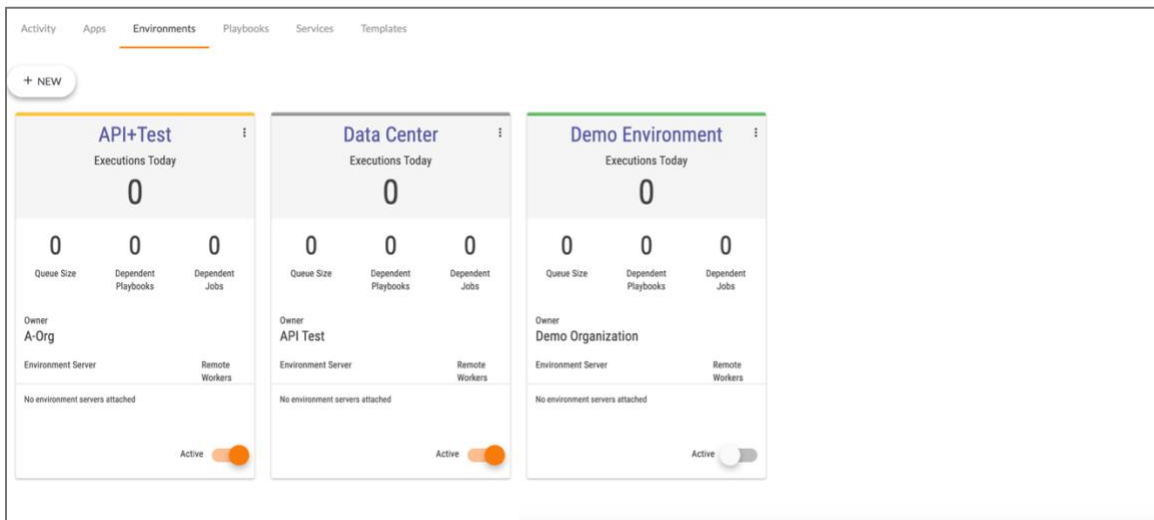 Activity Apps Environments Playbooks Services Templates
+ NEW
API+Test
Executions Today
0
0 0 0
Queue Size Dependent Playbooks Dependent Jobs
Owner
A-Org
Environment Server Remote Workers
No environment servers attached
Active
Data Center
Executions Today
0
0 0 0
Queue Size Dependent Playbooks Dependent Jobs
Owner
API Test
Environment Server Remote Workers
No environment servers attached
Active
Demo Environment
Executions Today
0
0 0 0
Queue Size Dependent Playbooks Dependent Jobs
Owner
Demo Organization
Environment Server Remote Workers
No environment servers attached
Active